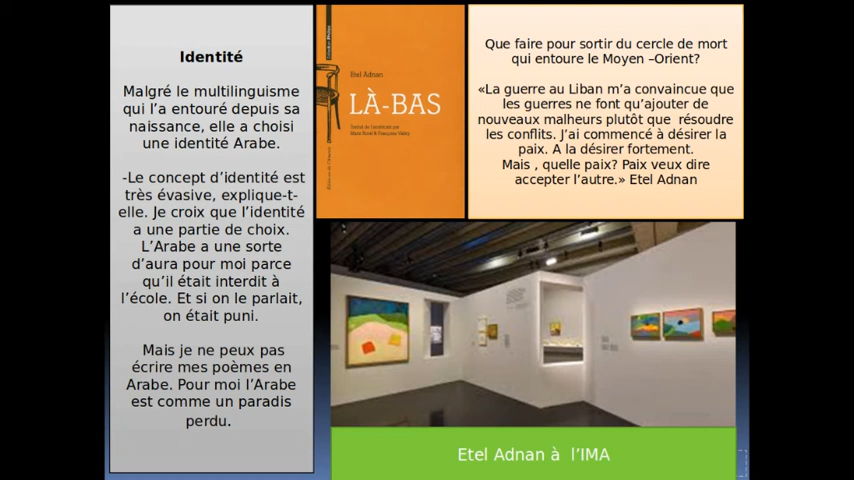 Identité
Malgré le multilinguisme
qui l’a entouré depuis sa
naissance, elle a choisi
une identité Arabe.
-Le concept d’identité est
très évasive, explique-t-
elle. Je crois que l’identité
a une partie de choix.
L’Arabe a une sorte
d’aura pour moi parce
qu’il était interdit à
l’école. Et si on le parlait,
on était puni.
Mais je ne peux pas
écrire mes poèmes en
Arabe. Pour moi l’Arabe
est comme un paradis
perdu.
Etel Adnan
LÀ-BAS
Que faire pour sortir du cercle de mort
qui entoure le Moyen –Orient?
«La guerre au Liban m’a convaincue que
les guerres ne font qu’ajouter de
nouveaux malheurs plutôt que résoudre
les conflits. J’ai commencé à désirer la
paix. A la désirer fortement.
Mais , quelle paix? Paix veux dire
accepter l’autre.» Etel Adnan
Etel Adnan à l’IMA